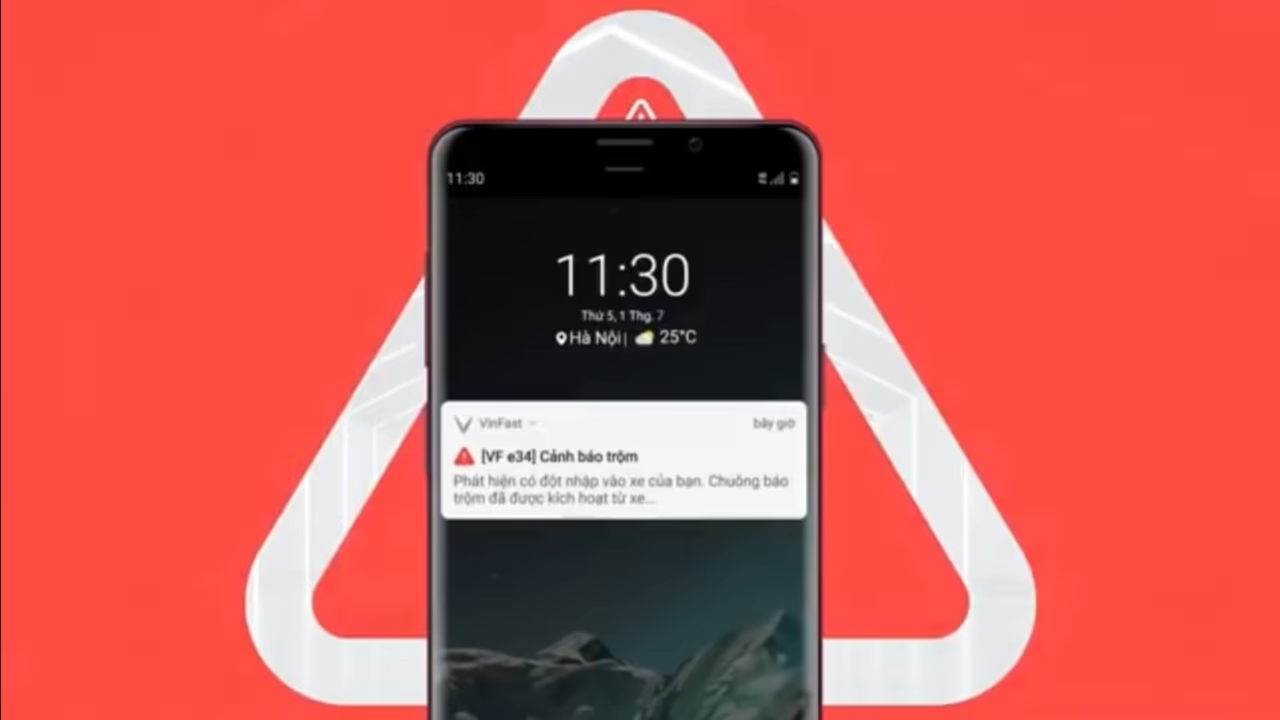 11:30
11:30
Thứ 5, 1 Thg. 7
Hà Nội | 25°C
VinFast
bây giờ
[VF e34] Cảnh báo trộm
Phát hiện có đột nhập vào xe của bạn. Chuông báo
trộm đã được kích hoạt từ xe...